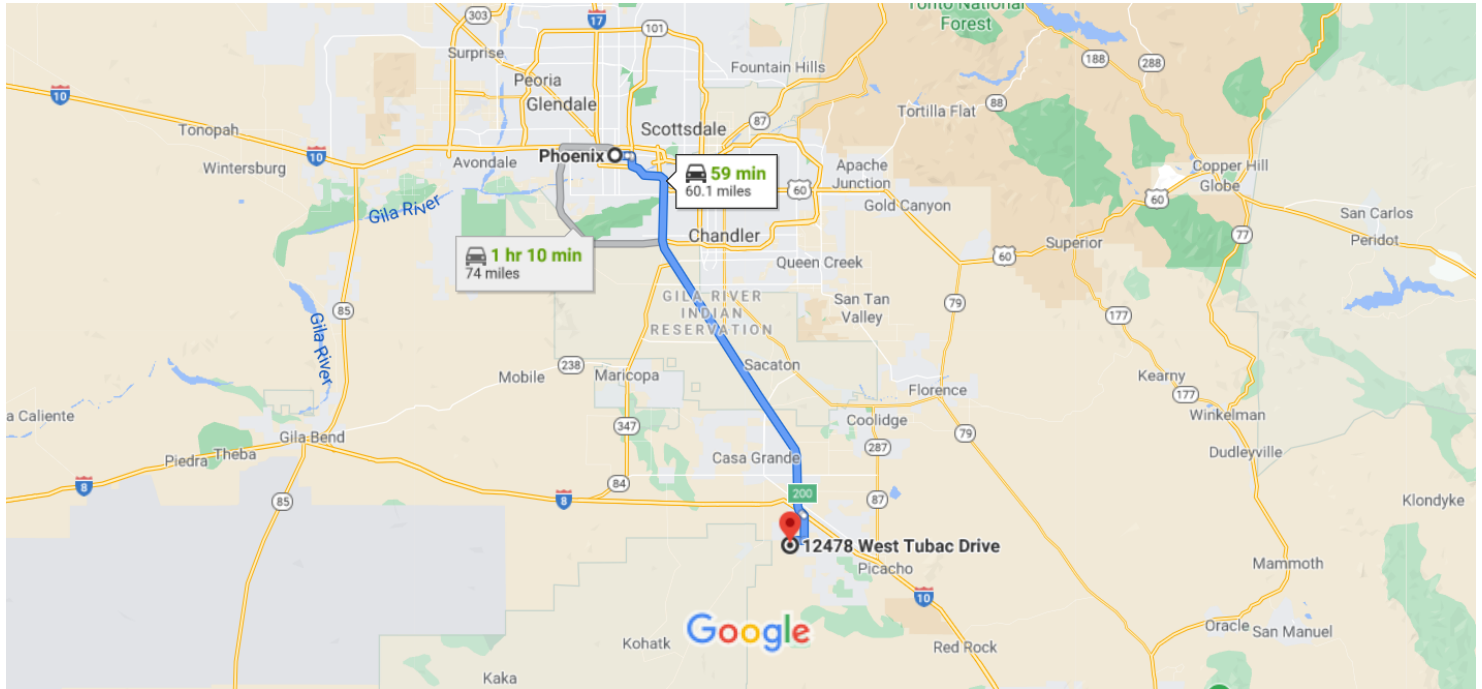 Tonto National
Forest
303
17
101
188
288
Surprise
Fountain Hills
Peoria
10
Glendale
88
Tortilla Flat
87
Tonopah
Scottsdale
10
Avondale
Phoenix
Wintersburg
59 min
60.1 miles
Apache
Junction
60
Copper Hill
Globe
60
Gila River
Gold Canyon
San Carlos
Peridot
77
Chandler
Superior
1 hr 10 min
74 miles
Queen Creek
60
GILA RIVER
INDIAN
RESERVATION
San Tan
Valley
79
85
177
Gila River
Mobile
238
Maricopa
Sacaton
Florence
Kearny
177
a Caliente
Winkelman
347
Coolidge
79
Gila Bend
287
Dudleyville
Piedra
Theba
Casa Grande
8
84
200
87
8
85
Klondyke
12478 West Tubac Drive
Picacho
Mammoth
10
Google
Kohatk
Red Rock
Oracle
San Manuel
Kaka